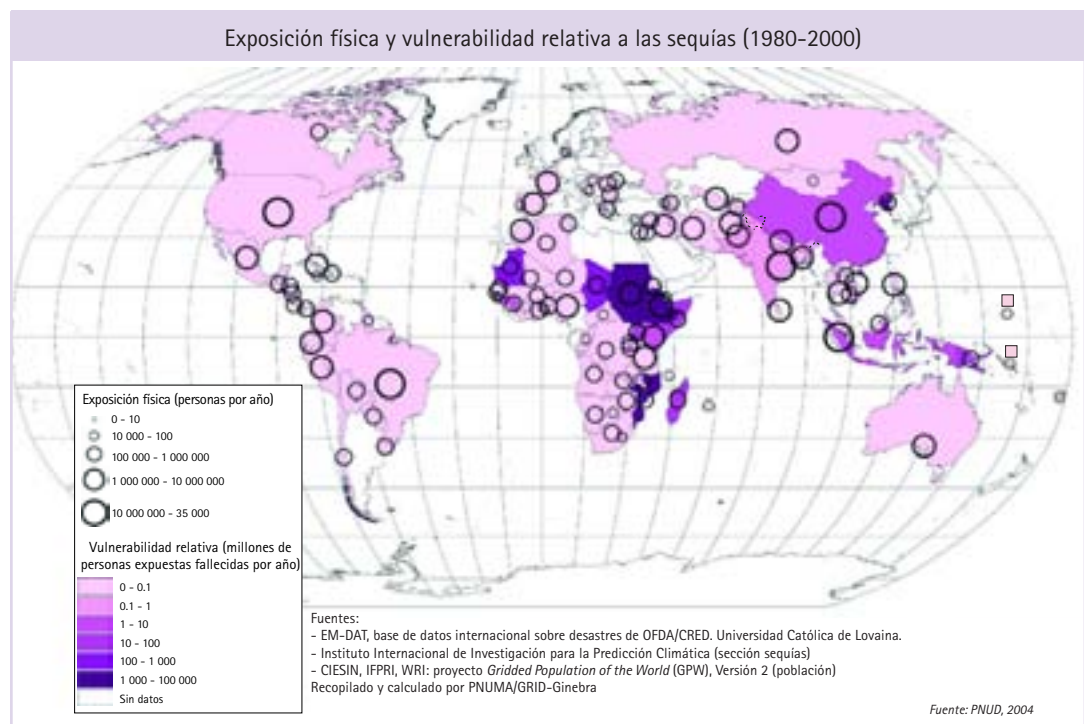 Exposición física y vulnerabilidad relativa a las sequías (1980-2000)
Exposición física (personas por año)
0 - 10
10 000 - 100
100 000 - 1 000 000
1 000 000 - 10 000 000
10 000 000 - 35 000
Vulnerabilidad relativa (millones de
personas expuestas fallecidas por año)
0 - 0.1
0.1 - 1
1 - 10
10 - 100
100 - 1 000
1 000 - 100 000
Sin datos
Fuentes:
- EM-DAT, base de datos internacional sobre desastres de OFDA/CRED. Universidad Católica de Lovaina.
- Instituto Internacional de Investigación para la Predicción Climática (sección sequías)
- CIESIN, IFPRI, WRI: proyecto Gridded Population of the World (GPW), Versión 2 (población)
Recopilado y calculado por PNUMA/GRID-Ginebra
Fuente: PNUD, 2004